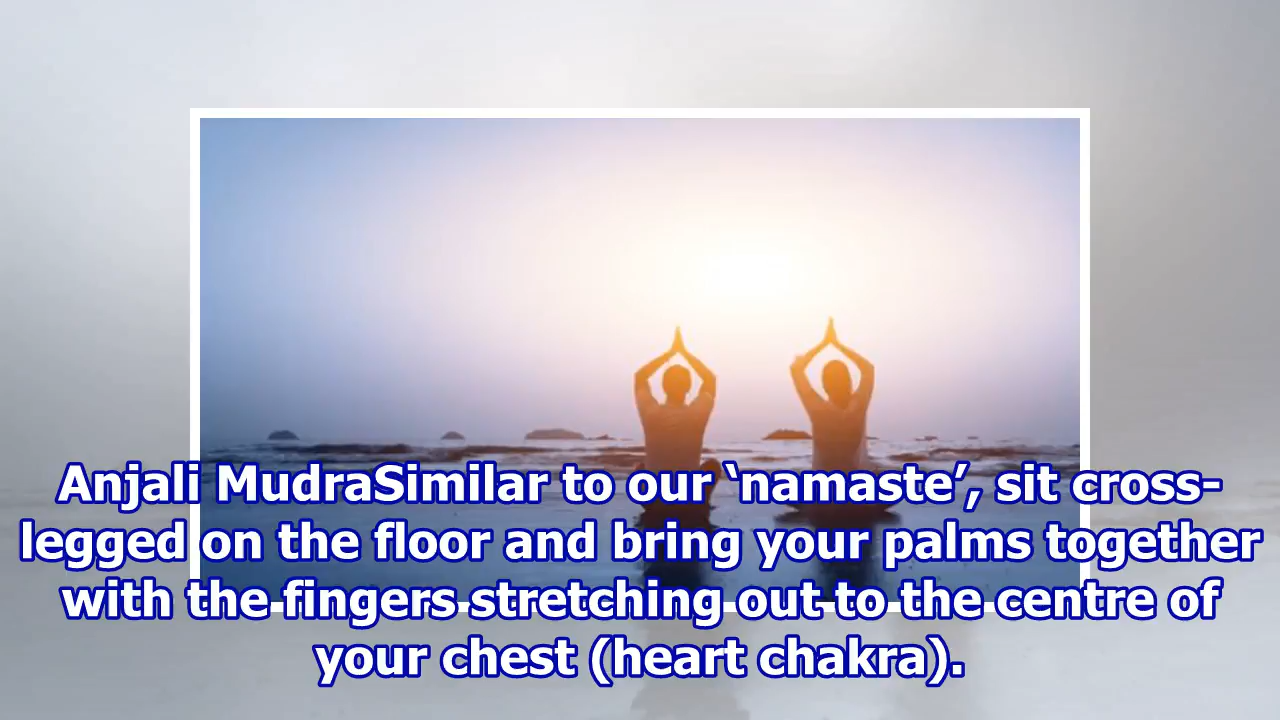 Anjali MudraSimilar to our ‘namaste’, sit cross-
legged on the floor and bring your palms together
with the fingers stretching out to the centre of
your chest (heart chakra).